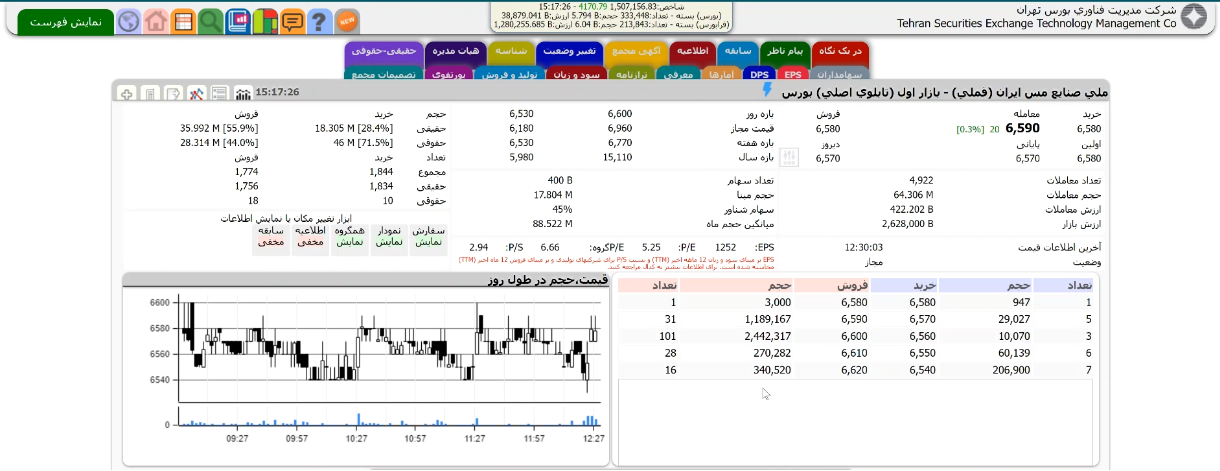 شرکت مدیریت فناوري بورس تهران
Tehran Securities Exchange Technology Management Co
شاخص:1,507,156.83 -4170.79 15:17:26
(بورس) بسته - تعداد:333,448 حجم:5.794 B ارزش:38,879.041 B
(فرابورس) بسته - تعداد:213,843 حجم:6.04 B ارزش:1,280,255.685 B
NEW
نمایش فهرست
در یک نگاه پیام ناظر سابقه اطلاعیه آگهی مجمع تغییر وضعیت شناسه هیات مدیره حقیقی-حقوقی
سهامداران EPS DPS آمارها معرفی ترازنامه سود و زیان تولید و فروش پورتفوی تصمیمات مجمع
ملي صنايع مس ايران (فملي) - بازار اول (تابلوي اصلي) بورس
15:17:26
خرید معامله فروش
6,580 6,590 20 [0.3%] 6,580
اولین پایانی دیروز
6,580 6,570 6,570
بازه روز 6,600 6,530
قیمت مجاز 6,960 6,180
بازه هفته 6,770 6,530
بازه سال 15,110 5,980
تعداد معاملات 4,922
حجم معاملات 64.306 M
ارزش معاملات 422.202 B
ارزش بازار 2,628,000 B
تعداد سهام 400 B
حجم مبنا 17.804 M
سهام شناور 45%
میانگین حجم ماه 88.522 M
آخرین اطلاعات قیمت 12:30:03
وضعیت مجاز
EPS: 1252 P/E: 5.25 P/Eگروه: 6.66 P/S: 2.94
EPS بر مبنای سود و زیان 12 ماهه اخیر (TTM) و نسبت P/S برای شرکتهای تولیدی و بر مبنای فروش 12 ماه اخیر (TTM)
محاسبه شده است. برای اطلاعات بیشتر به کدال مراجعه کنید.
حجم خرید فروش
حقیقی 18.305 M [28.4%] 35.992 M [55.9%]
حقوقی 46 M [71.5%] 28.314 M [44.0%]
تعداد خرید فروش
مجموع 1,844 1,774
حقیقی 1,834 1,756
حقوقی 10 18
ابزار تغییر مکان یا نمایش اطلاعات
سفارش نمودار همگروه اطلاعیه سابقه
نمایش نمایش نمایش مخفی مخفی
تعداد حجم خرید فروش حجم تعداد
1 947 6,580 6,580 3,000 1
5 29,027 6,570 6,590 1,189,167 31
3 10,070 6,560 6,600 2,442,317 101
6 60,139 6,550 6,610 270,282 28
7 206,900 6,540 6,620 340,520 16
قیمت،حجم در طول روز
6600
6580
6560
6540
0
09:27 09:57 10:27 10:57 11:27 11:57 12:27